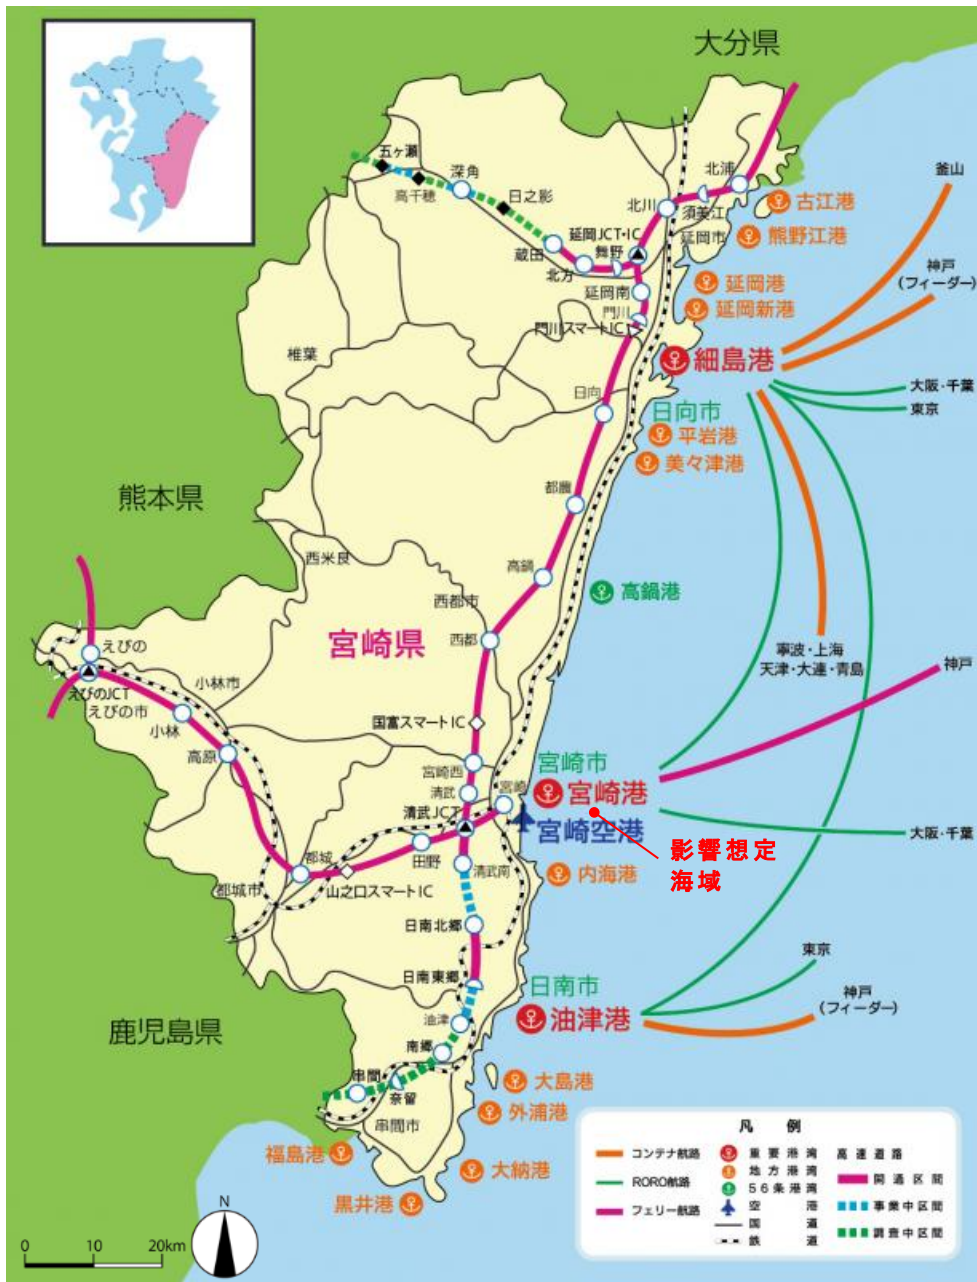 大分県
五ヶ瀬
高千穂
深角
日之影
蔵田
北方
舞野
延岡JCT・IC
北川
須美江
北浦
延岡市
古江港
熊野江港
延岡港
延岡新港
延岡南
門川
門川スマートIC
細島港
釜山
神戸
(フィーダー)
大阪・千葉
東京
椎葉
日向
日向市
平岩港
美々津港
熊本県
都農
西米良
高鍋
高鍋港
西都市
西都
宮崎県
寧波・上海
天津・大連・青島
神戸
えびの
えびのJCT
えびの市
小林市
小林
高原
国富スマートIC
宮崎西
清武
清武JCT
宮崎
宮崎市
宮崎港
宮崎空港
大阪・千葉
影響想定
海域
都城
都城市
山之口スマートIC
田野
清武南
内海港
日南北郷
日南東郷
日南市
油津港
油津
東京
神戸
(フィーダー)
鹿児島県
南郷
串間
奈留
串間市
大島港
外浦港
福島港
大納港
黒井港
N
0 10 20km
凡例
コンテナ航路
RORO航路
フェリー航路
重要港湾
地方港湾
56条港湾
空港
国道
鉄道
高速道路
開通区間
事業中区間
調査中区間